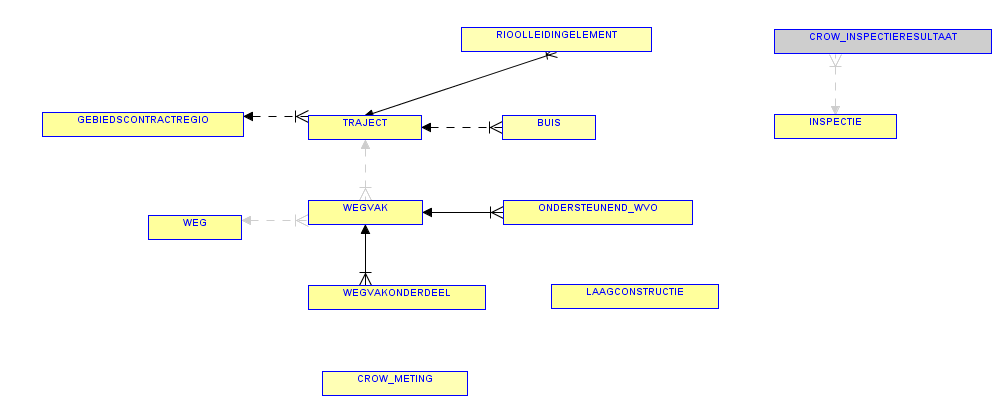 RIOOLLEIDINGELEMENT
CROW_INSPECTIERESULTAAT
GEBIEDSCONTRACTREGIO
TRAJECT
BUIS
INSPECTIE
WEGVAK
ONDERSTEUNEND_WVO
WEG
WEGVAKONDERDEEL
LAAGCONSTRUCTIE
CROW_METING